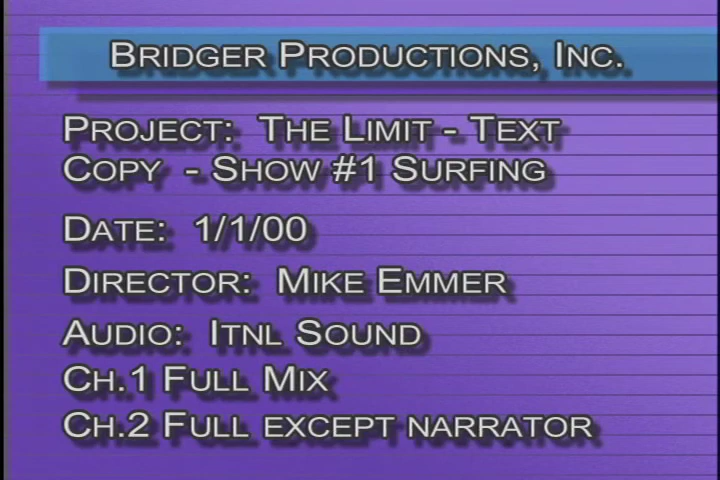 Bridger Productions, Inc.
Project: The Limit - Text
Copy - Show #1 Surfing
Date: 1/1/00
Director: Mike Emmer
Audio: Itnl Sound
Ch.1 Full Mix
Ch.2 Full except narrator